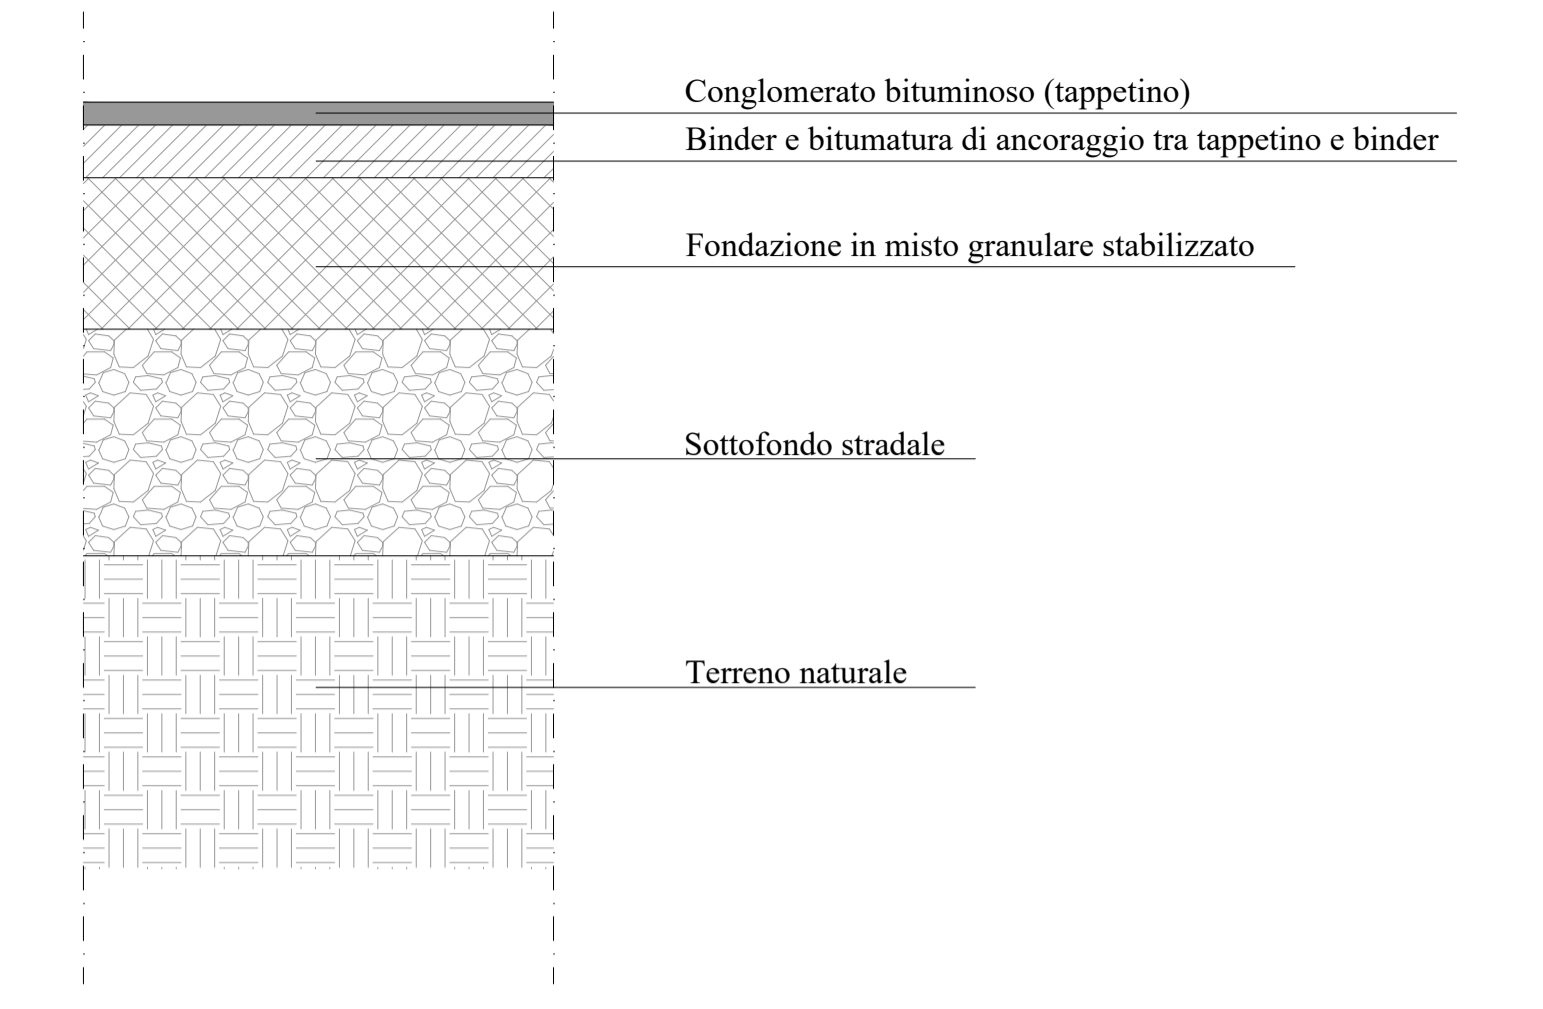 Conglomerato bituminoso (tappetino)
Binder e bitumatura di ancoraggio tra tappetino e binder
Fondazione in misto granulare stabilizzato
Sottofondo stradale
Terreno naturale